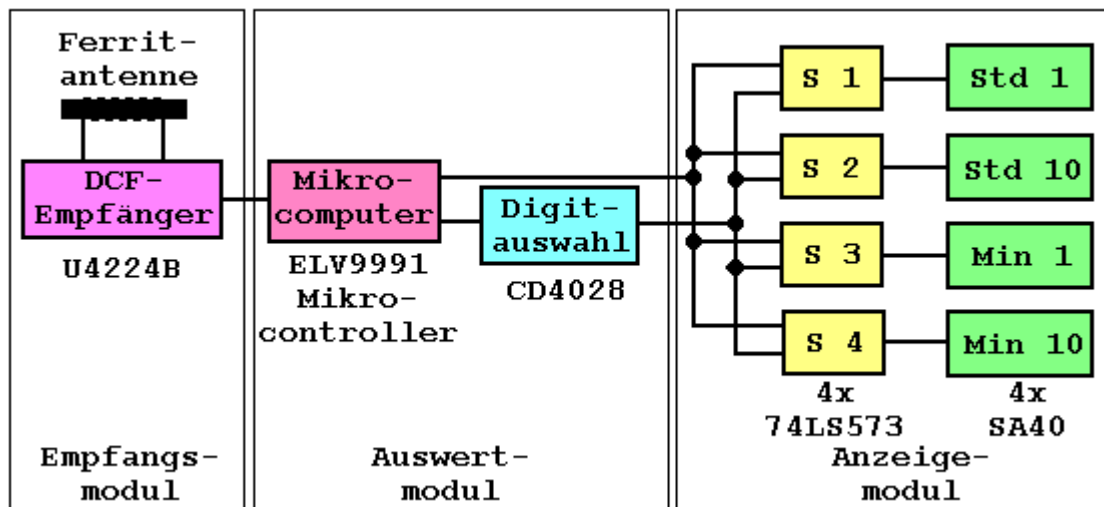 Ferrit-
antenne
DCF-
Empfänger
U4224B
Empfangs-
modul
Mikro-
computer
ELV9991
Mikro-
controller
Digit-
auswahl
CD4028
Auswert-
modul
S 1
Std 1
S 2
Std 10
S 3
Min 1
S 4
Min 10
4x
74LS573
4x
SA40
Anzeige-
modul